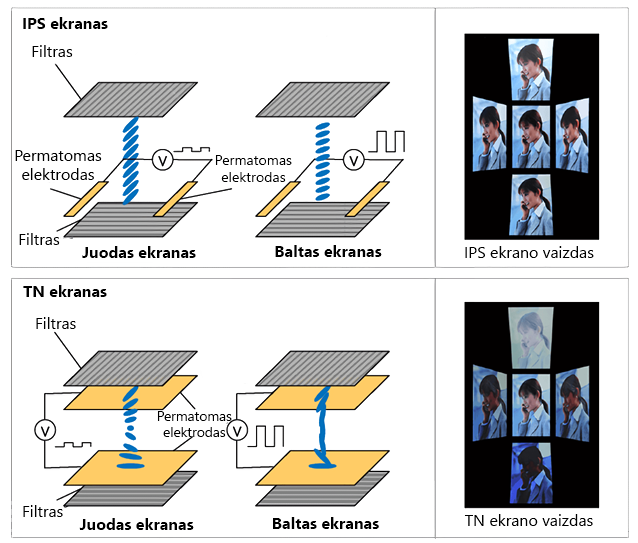 IPS ekranas
Filtras
Permatomas
elektrodas
V
V
Permatomas
elektrodas
Filtras
Juodas ekranas
Baltas ekranas
IPS ekrano vaizdas
TN ekranas
Filtras
Permatomas
elektrodas
V
V
Filtras
Juodas ekranas
Baltas ekranas
TN ekrano vaizdas